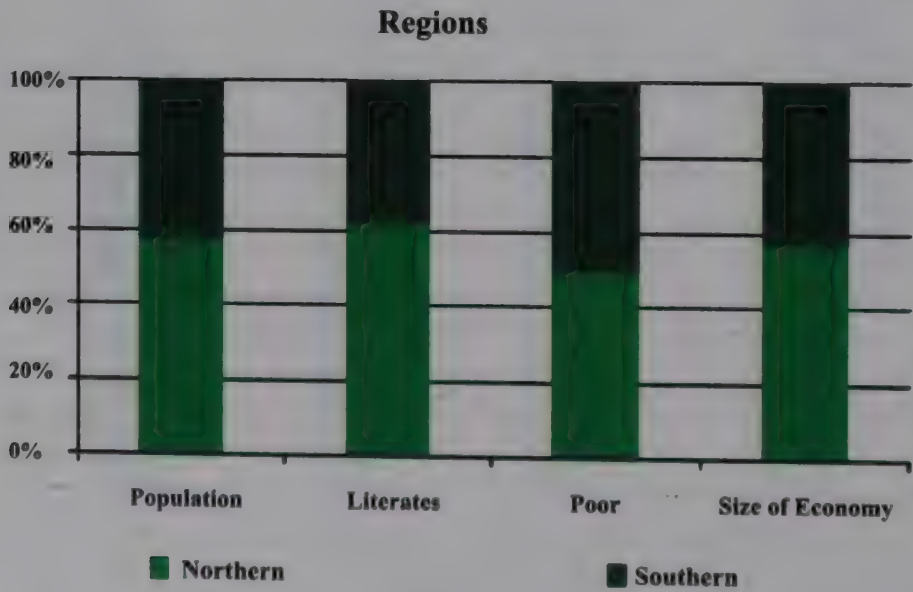 Regions
100%
80%
60%
40%
20%
0%
Population Literates Poor Size of Economy
Northern Southern